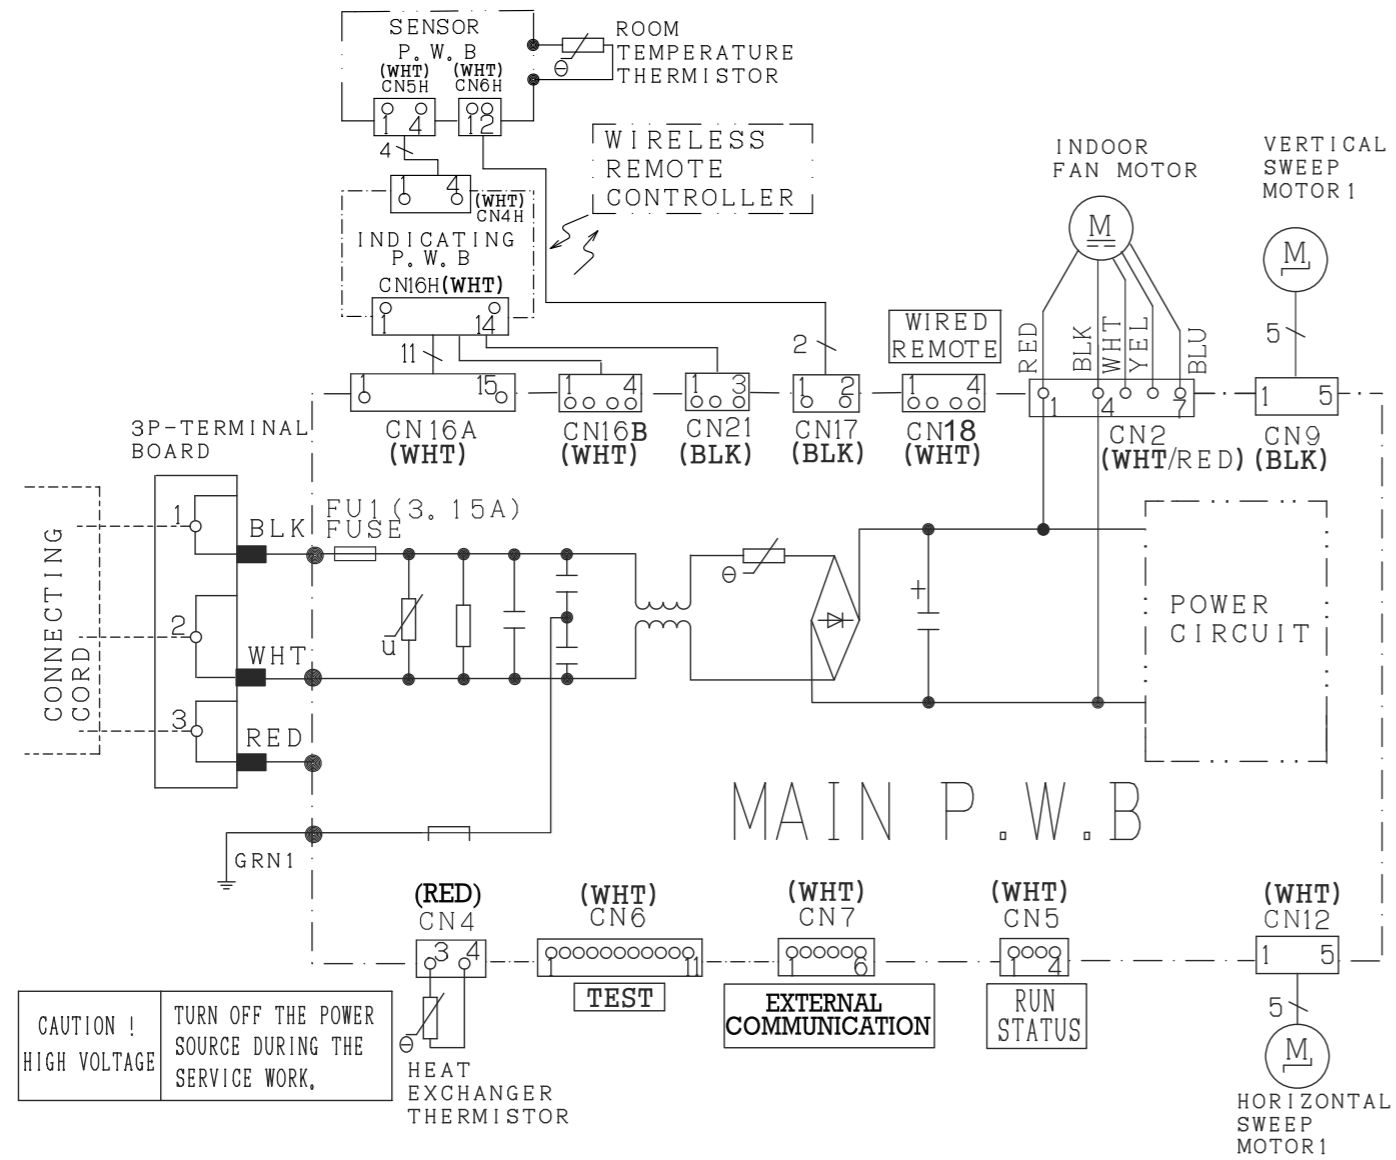 SENSOR
P.W.B
(WHT) (WHT)
CN5H CN6H
1 4 12
ROOM
TEMPERATURE
THERMISTOR
θ
4
1 4
(WHT)
CN4H
INDICATING
P.W.B
CN16H(WHT)
1 14
WIRELESS
REMOTE
CONTROLLER
INDOOR
FAN MOTOR
M
VERTICAL
SWEEP
MOTOR1
M
11
2
WIRED
REMOTE
RED
BLK
WHT
YEL
BLU
5
1 15
CN16A
(WHT)
1 4
CN16B
(WHT)
1 3
CN21
(BLK)
1 2
CN17
(BLK)
1 4
CN18
(WHT)
1 4 7
CN2
(WHT/RED)
1 5
CN9
(BLK)
3P-TERMINAL
BOARD
CONNECTING
CORD
1
2
3
BLK
WHT
RED
GRN1
FU1(3.15A)
FUSE
u
θ
+
POWER
CIRCUIT
MAIN P.W.B
(RED)
CN4
3 4
(WHT)
CN6
1 11
TEST
(WHT)
CN7
1 6
EXTERNAL
COMMUNICATION
(WHT)
CN5
1 4
RUN
STATUS
(WHT)
CN12
1 5
5
M
HORIZONTAL
SWEEP
MOTOR1
θ
HEAT
EXCHANGER
THERMISTOR
CAUTION !
HIGH VOLTAGE
TURN OFF THE POWER
SOURCE DURING THE
SERVICE WORK.